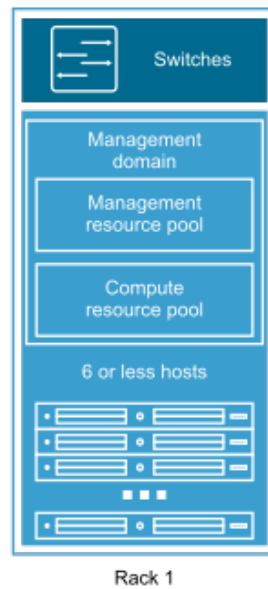 Switches
Management
domain
Management
resource pool
Compute
resource pool
6 or less hosts
Rack 1